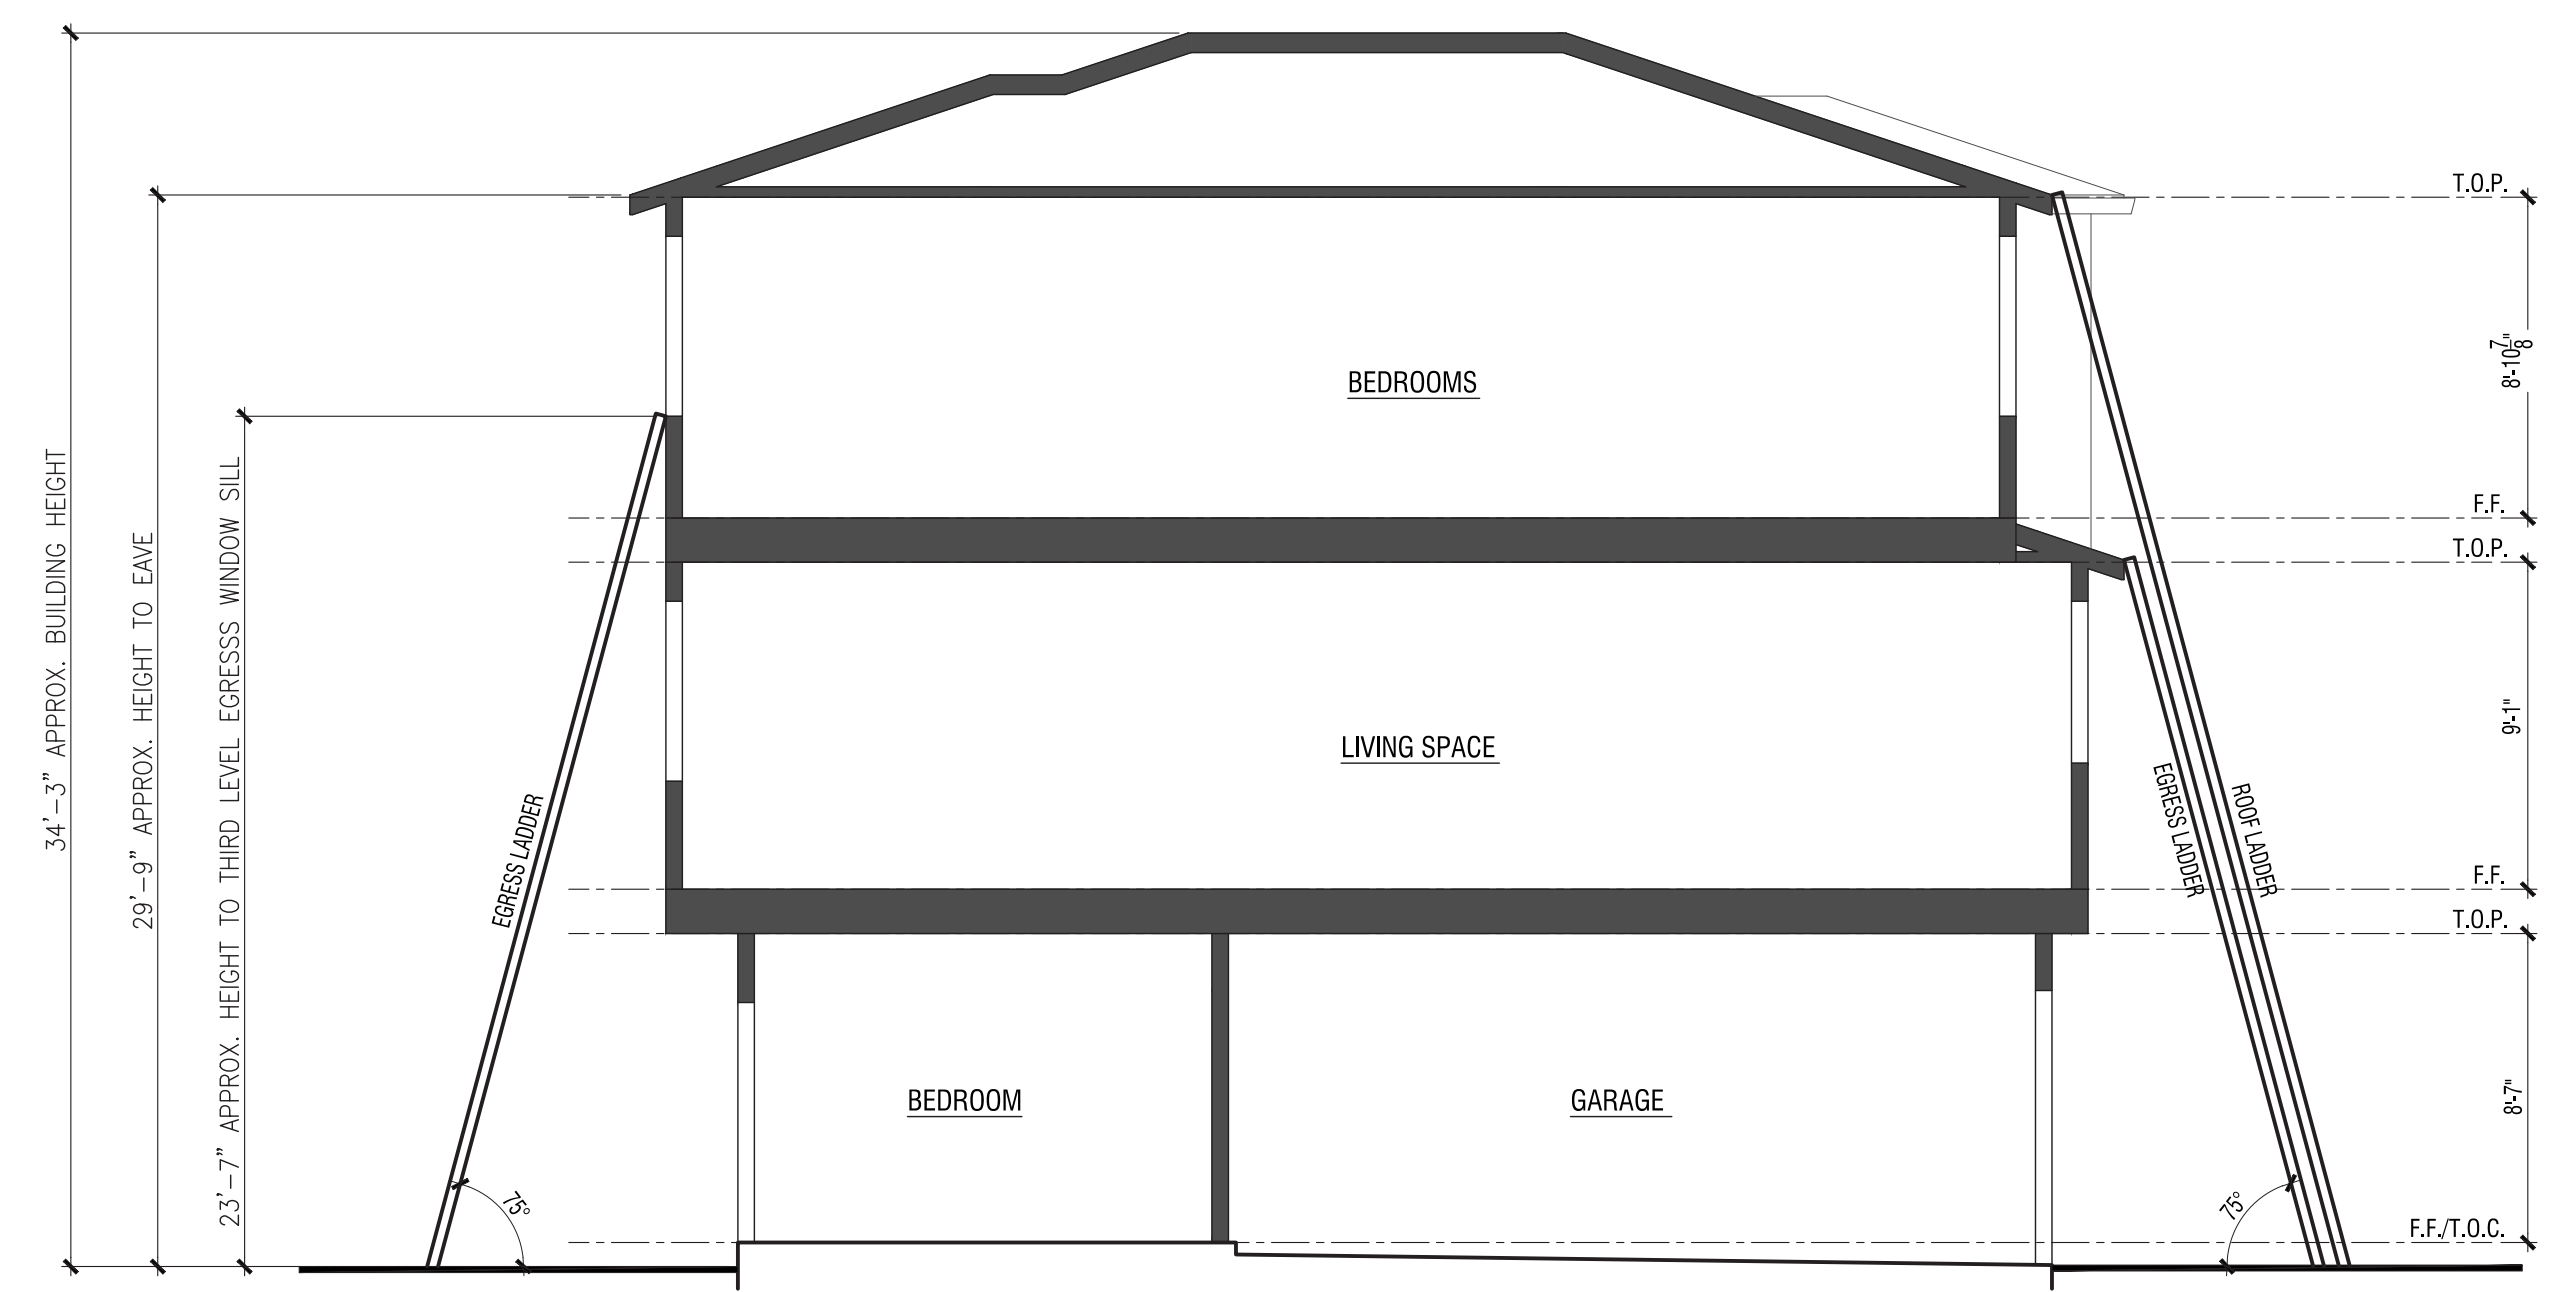 34'-3" APPROX. BUILDING HEIGHT
29'-9" APPROX. HEIGHT TO EAVE
23'-7" APPROX. HEIGHT TO THIRD LEVEL EGRESSS WINDOW SILL
EGRESS LADDER
75°
BEDROOMS
LIVING SPACE
BEDROOM
GARAGE
EGRESS LADDER
ROOF LADDER
75°
T.O.P.
8'-10 7/8"
F.F.
T.O.P.
9'-1"
F.F.
T.O.P.
8'-7"
F.F./T.O.C.